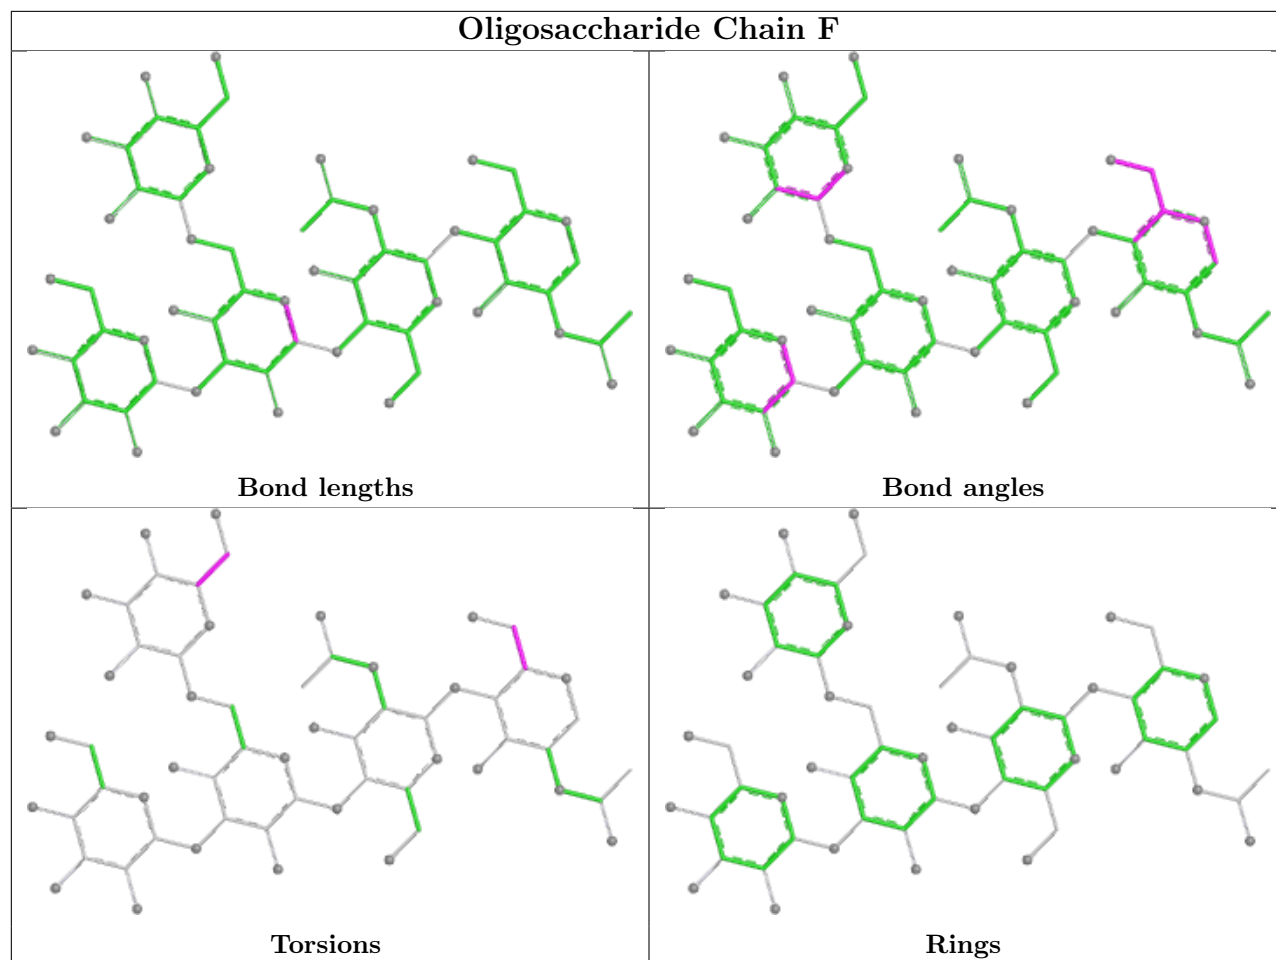 Oligosaccharide Chain F
Bond lengths
Bond angles
Torsions
Rings